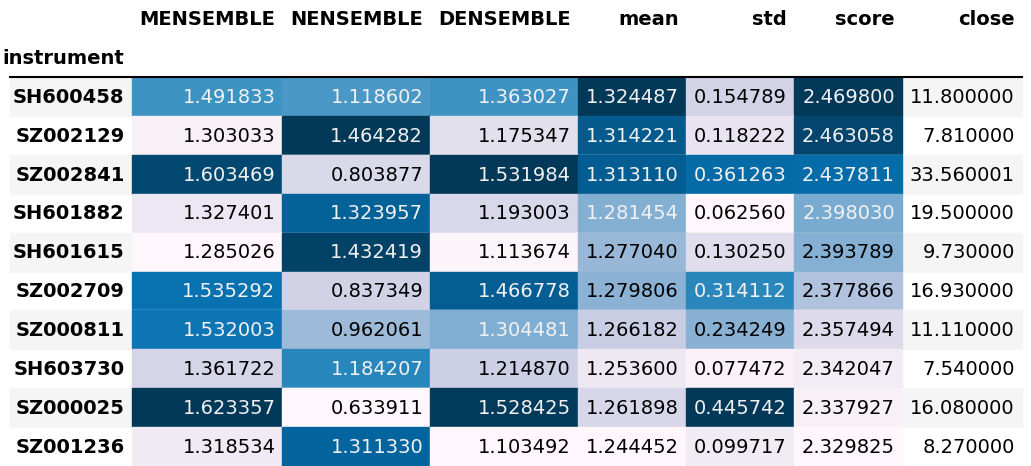 MENSEMBLE NENSEMBLE DENSEMBLE mean std score close
instrument
SH600458 1.491833 1.118602 1.363027 1.324487 0.154789 2.469800 11.800000
SZ002129 1.303033 1.464282 1.175347 1.314221 0.118222 2.463058 7.810000
SZ002841 1.603469 0.803877 1.531984 1.313110 0.361263 2.437811 33.560001
SH601882 1.327401 1.323957 1.193003 1.281454 0.062560 2.398030 19.500000
SH601615 1.285026 1.432419 1.113674 1.277040 0.130250 2.393789 9.730000
SZ002709 1.535292 0.837349 1.466778 1.279806 0.314112 2.377866 16.930000
SZ000811 1.532003 0.962061 1.304481 1.266182 0.234249 2.357494 11.110000
SH603730 1.361722 1.184207 1.214870 1.253600 0.077472 2.342047 7.540000
SZ000025 1.623357 0.633911 1.528425 1.261898 0.445742 2.337927 16.080000
SZ001236 1.318534 1.311330 1.103492 1.244452 0.099717 2.329825 8.270000